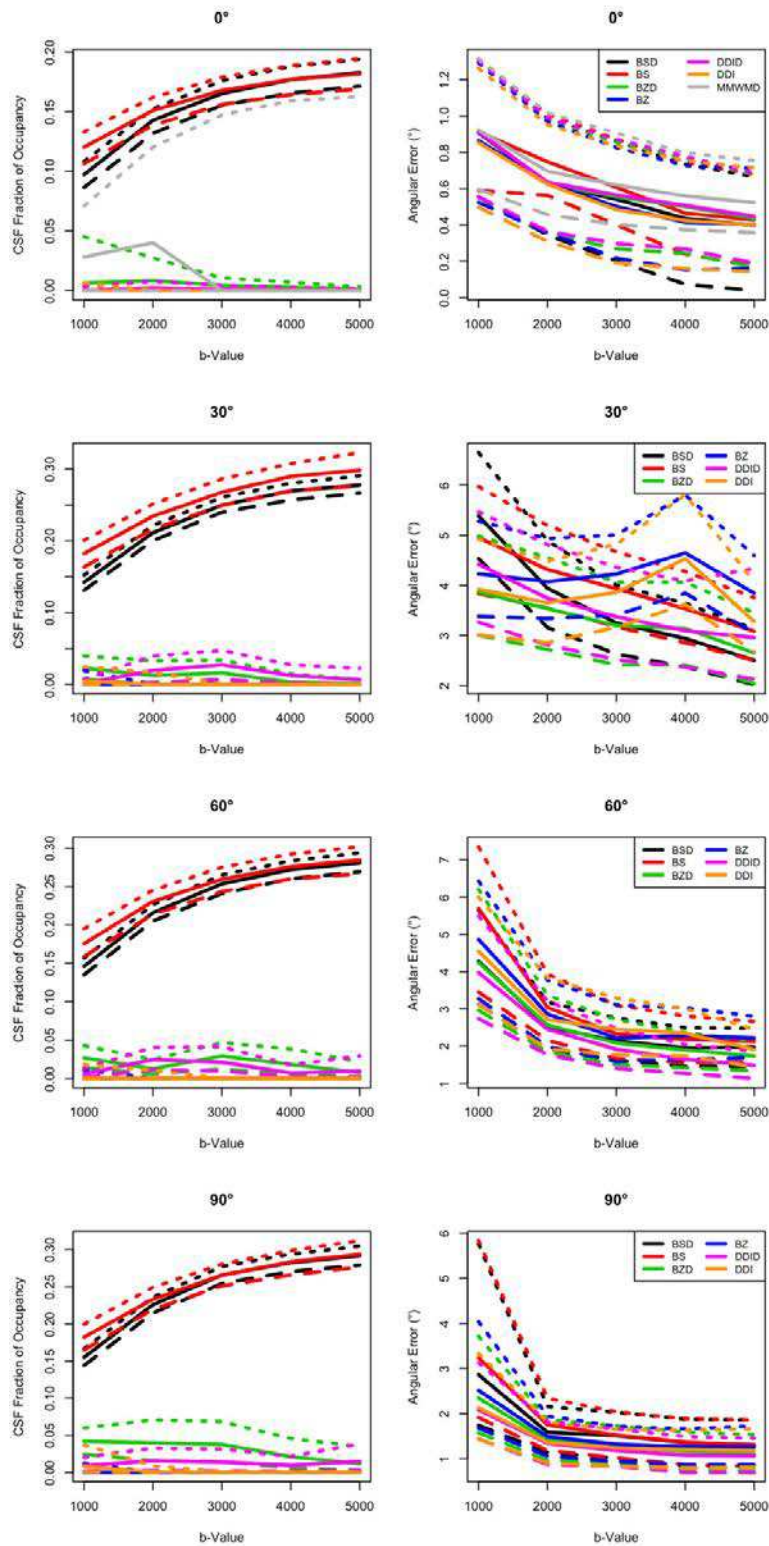 0°
0°
CSF Fraction of Occupancy
0.20
0.15
0.10
0.05
0.00
1000 2000 3000 4000 5000
b-Value
Angular Error (°)
1.2
1.0
0.8
0.6
0.4
0.2
0.0
BSD DDID
BS DDI
BZD MMWMD
BZ
1000 2000 3000 4000 5000
b-Value
30°
30°
CSF Fraction of Occupancy
0.30
0.20
0.10
0.00
1000 2000 3000 4000 5000
b-Value
Angular Error (°)
6
5
4
3
2
BSD BZ
BS DDID
BZD DDI
1000 2000 3000 4000 5000
b-Value
60°
60°
CSF Fraction of Occupancy
0.30
0.25
0.20
0.15
0.10
0.05
0.00
1000 2000 3000 4000 5000
b-Value
Angular Error (°)
7
6
5
4
3
2
1
BSD BZ
BS DDID
BZD DDI
1000 2000 3000 4000 5000
b-Value
90°
90°
CSF Fraction of Occupancy
0.30
0.25
0.20
0.15
0.10
0.05
0.00
1000 2000 3000 4000 5000
b-Value
Angular Error (°)
6
5
4
3
2
1
BSD BZ
BS DDID
BZD DDI
1000 2000 3000 4000 5000
b-Value